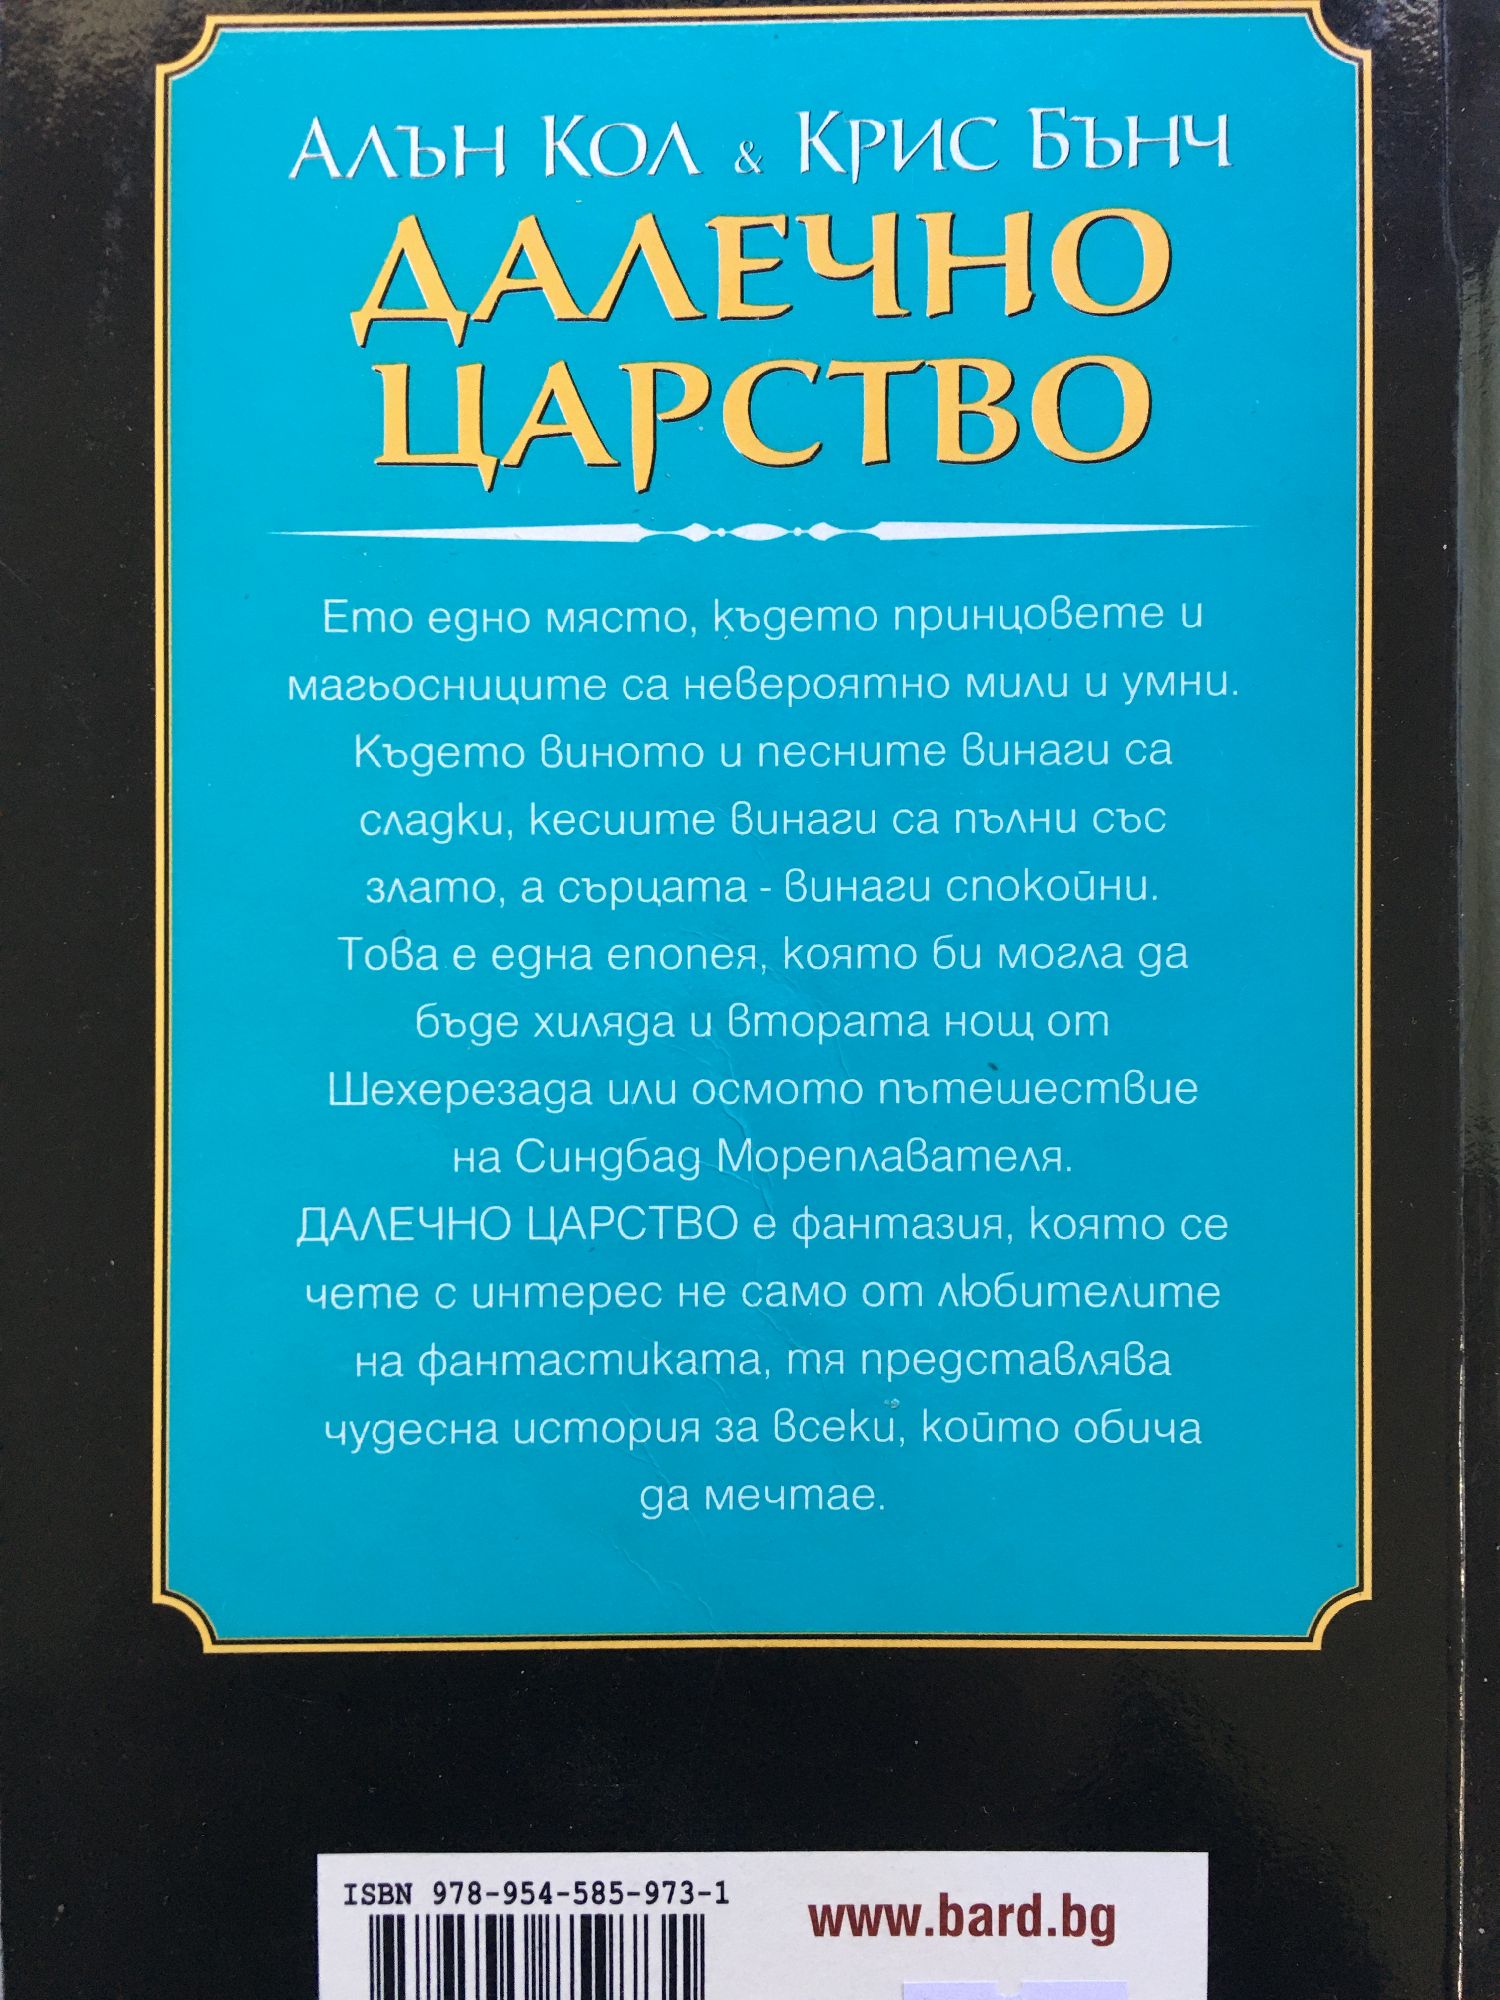 Алън Кол & Крис Бънч
ДАЛЕЧНО
ЦАРСТВО
Ето едно място, където принцовете и
магьосниците са невероятно мили и умни.
Където виното и песните винаги са
сладки, кесиите винаги са пълни със
злато, а сърцата - винаги спокойни.
Това е една епопея, която би могла да
бъде хиляда и втората нощ от
Шехерезада или осмото пътешествие
на Синдбад Мореплавателя.
ДАЛЕЧНО ЦАРСТВО е фантазия, която се
чете с интерес не само от любителите
на фантастиката, тя представлява
чудесна история за всеки, който обича
да мечтае.
ISBN 978-954-585-973-1
www.bard.bg